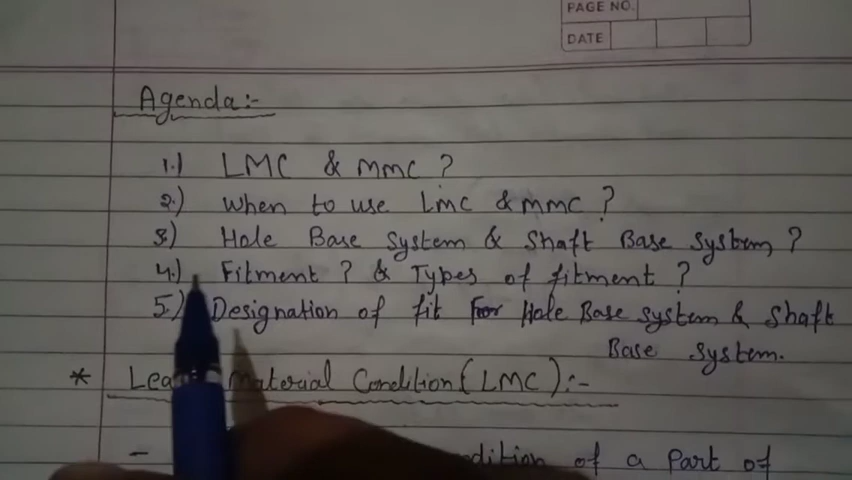 PAGE NO.
DATE
Agenda:-
1.) LMC & MMC ?
2.) when to use LMC & MMC ?
3.) Hole Base System & Shaft Base System ?
4.) Fitment ? & Types of fitment ?
5.) Designation of fit For Hole Base System & Shaft
Base System.
* Material Condition (LMC):-
- of a part of